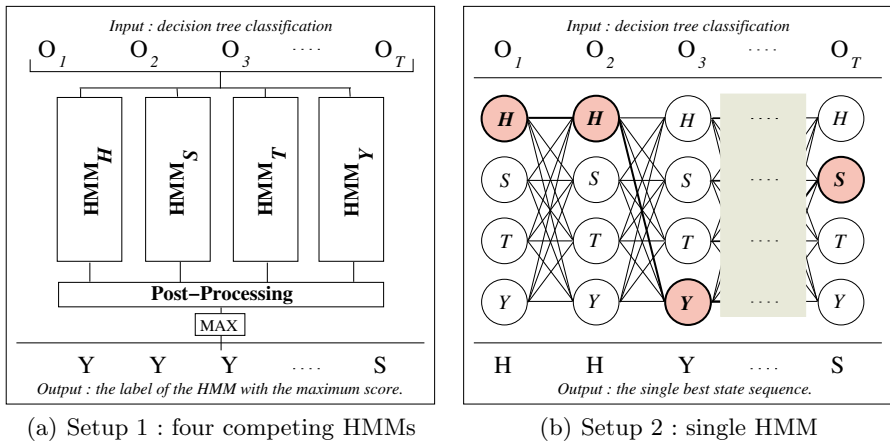 Input : decision tree classification
O1 O2 O3 .... OT
HMMH HMMS HMMT HMMY
Post-Processing
MAX
Y Y Y .... S
Output : the label of the HMM with the maximum score.
(a) Setup 1 : four competing HMMs
Input : decision tree classification
O1 O2 O3 .... OT
H H H .... H
S S S .... S
T T T .... T
Y Y Y .... Y
H H Y .... S
Output : the single best state sequence.
(b) Setup 2 : single HMM